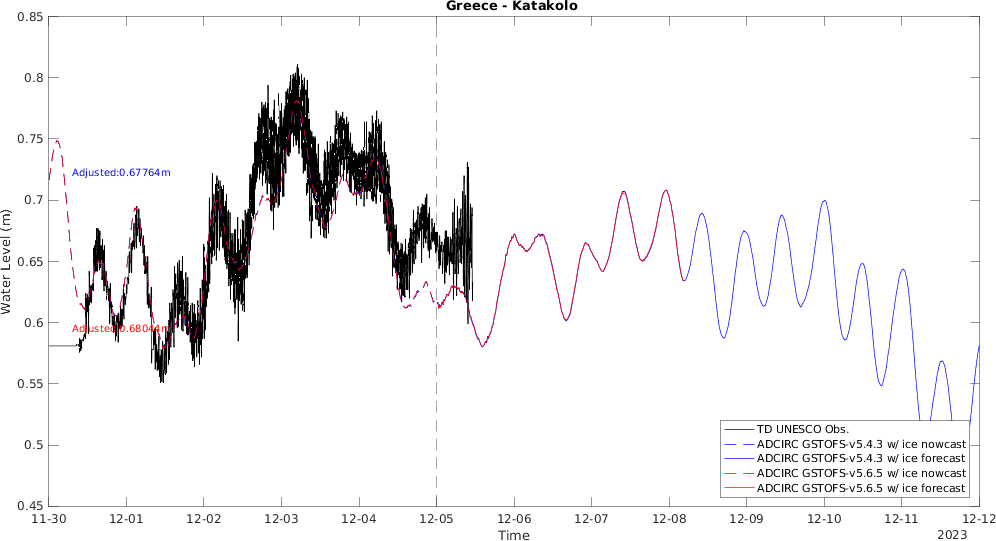 Greece - Katakolo
0.85
0.8
0.75
0.7
0.65
0.6
0.55
0.5
0.45
Water Level (m)
Adjusted:0.67764m
Adjusted:0.68044m
TD UNESCO Obs.
ADCIRC GSTOFS-v5.4.3 w/ ice nowcast
ADCIRC GSTOFS-v5.4.3 w/ ice forecast
ADCIRC GSTOFS-v5.6.5 w/ ice nowcast
ADCIRC GSTOFS-v5.6.5 w/ ice forecast
11-30 12-01 12-02 12-03 12-04 12-05 12-06 12-07 12-08 12-09 12-10 12-11 12-12
Time
2023